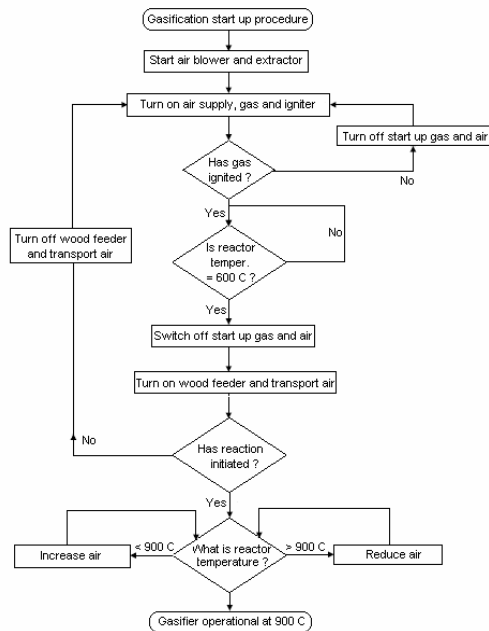 Gasification start up procedure
Start air blower and extractor
Turn on air supply, gas and igniter
Turn off start up gas and air
Has gas
ignited ?
No
Yes
Turn off wood feeder
and transport air
Is reactor
temper.
= 600 C ?
No
Yes
Switch off start up gas and air
Turn on wood feeder and transport air
No
Has reaction
initiated ?
Yes
Increase air
< 900 C
What is reactor
temperature ?
> 900 C
Reduce air
Gasifier operational at 900 C